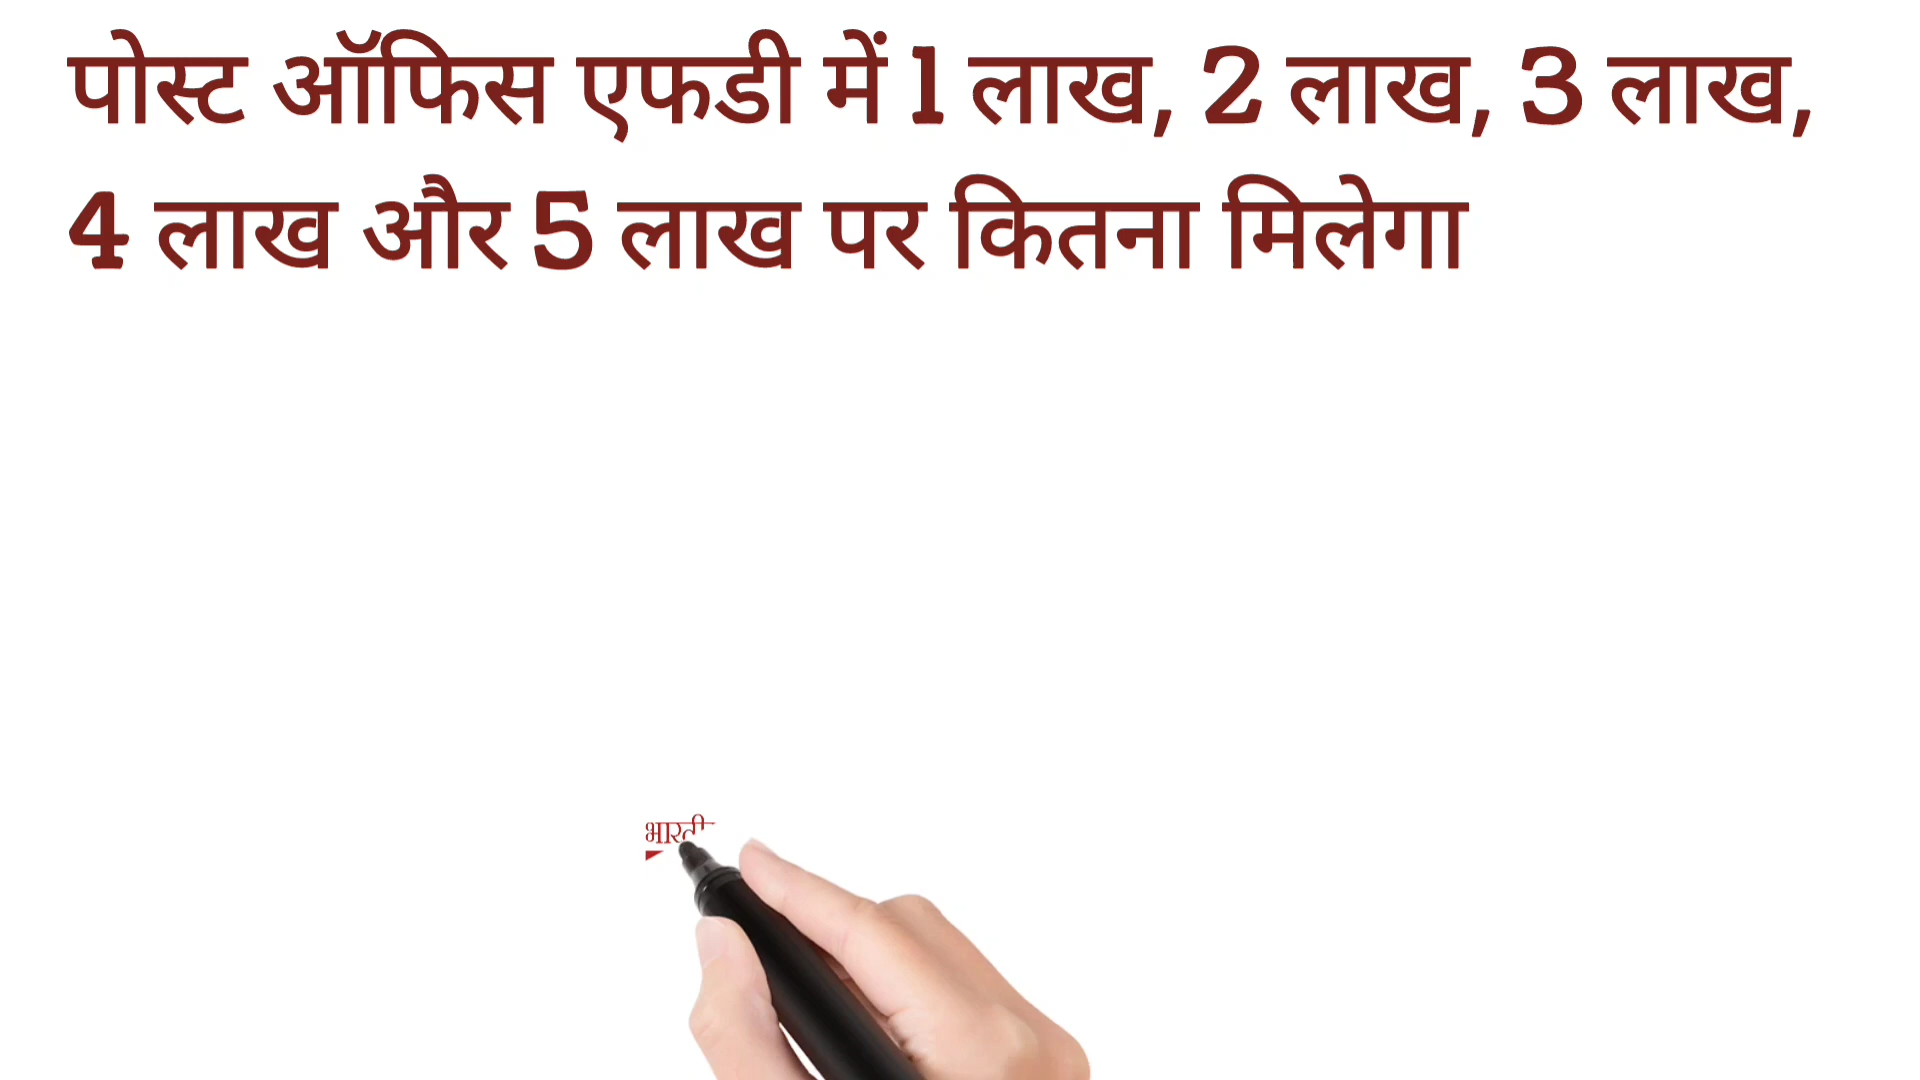 पोस्ट ऑफिस एफडी में 1 लाख, 2 लाख, 3 लाख,
4 लाख और 5 लाख पर कितना मिलेगा